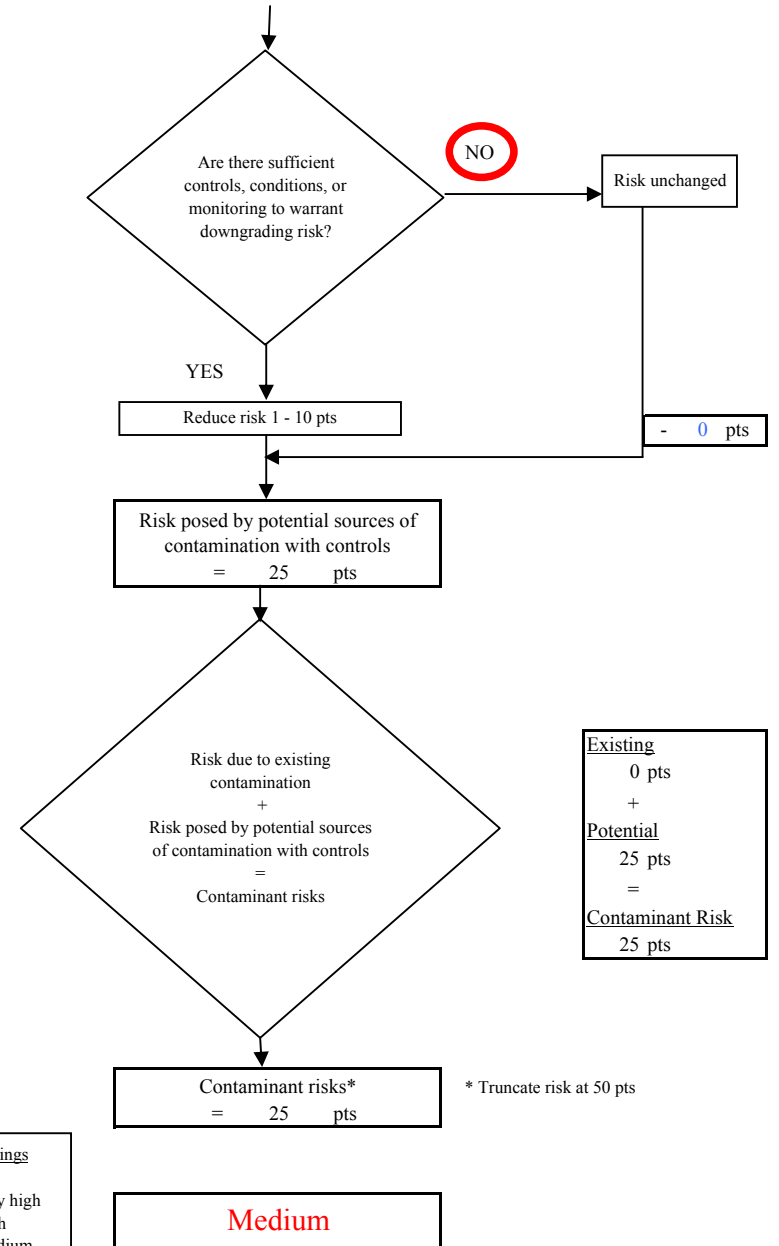 Are there sufficient
controls, conditions, or
monitoring to warrant
downgrading risk?
NO
Risk unchanged
YES
Reduce risk 1 - 10 pts
- 0 pts
Risk posed by potential sources of
contamination with controls
= 25 pts
Risk due to existing
contamination
+
Risk posed by potential sources
of contamination with controls
=
Contaminant risks
Existing
0 pts
+
Potential
25 pts
=
Contaminant Risk
25 pts
Contaminant risks*
= 25 pts
* Truncate risk at 50 pts
high
Medium